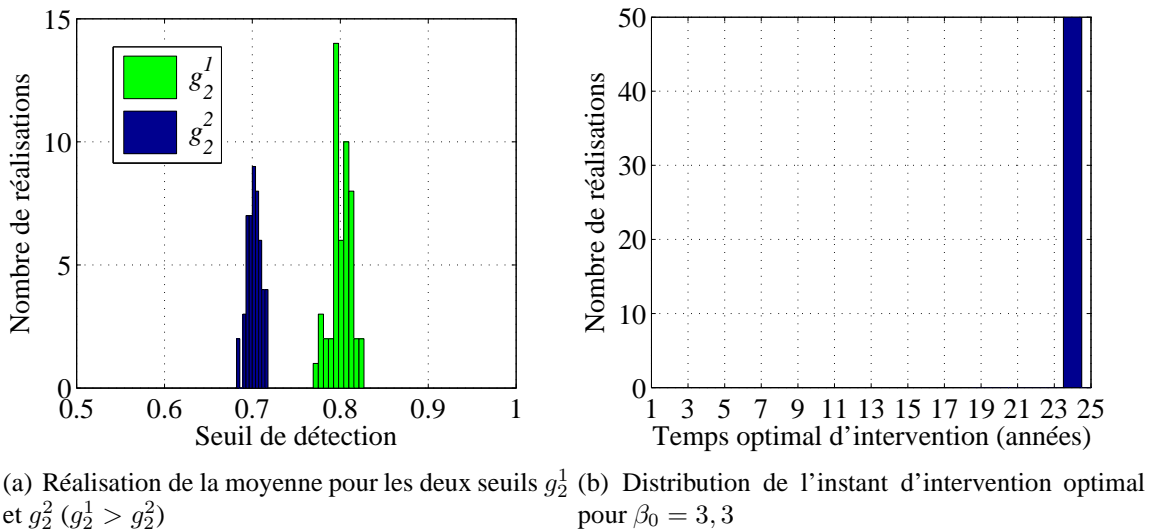 15
10
5
0
0.5 0.6 0.7 0.8 0.9 1
Nombre de réalisations
Seuil de détection
g_2^1
g_2^2
50
40
30
20
10
0
1 3 5 7 9 11 13 15 17 19 21 23 25
Nombre de réalisations
Temps optimal d'intervention (années)
(a) Réalisation de la moyenne pour les deux seuils g_2^1
et g_2^2 (g_2^1 > g_2^2)
(b) Distribution de l'instant d'intervention optimal
pour β_0 = 3, 3